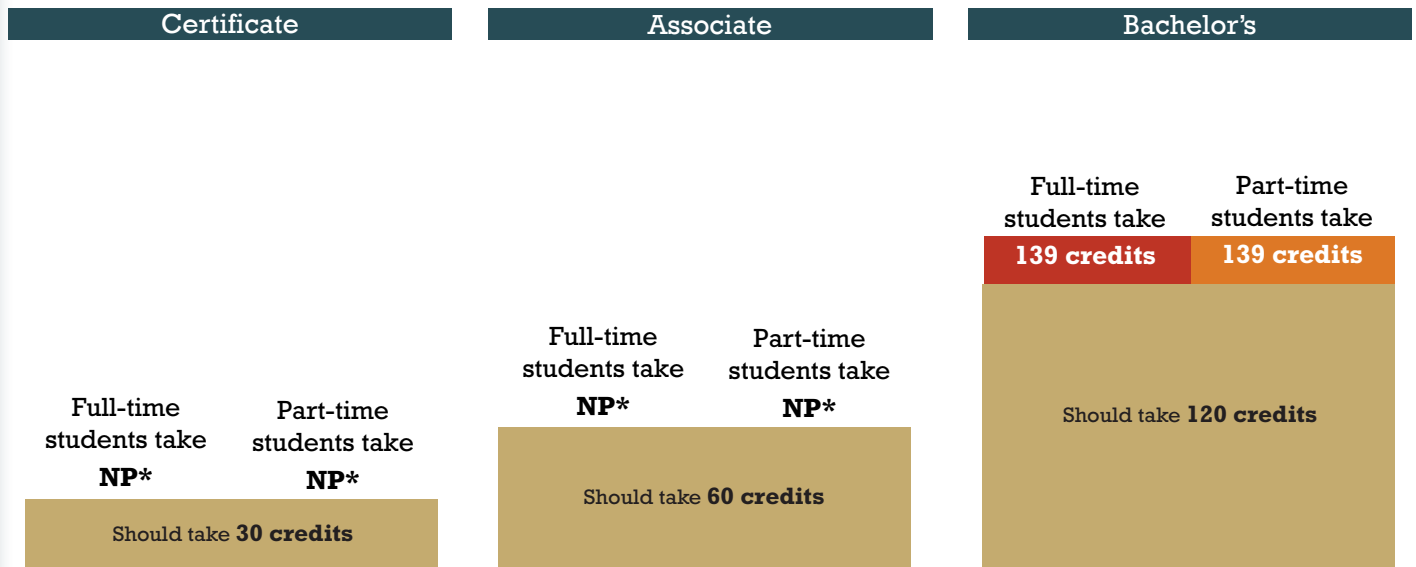 Certificate
Full-time
students take
NP*
Part-time
students take
NP*
Should take 30 credits
Associate
Full-time
students take
NP*
Part-time
students take
NP*
Should take 60 credits
Bachelor’s
Full-time
students take
139 credits
Part-time
students take
139 credits
Should take 120 credits